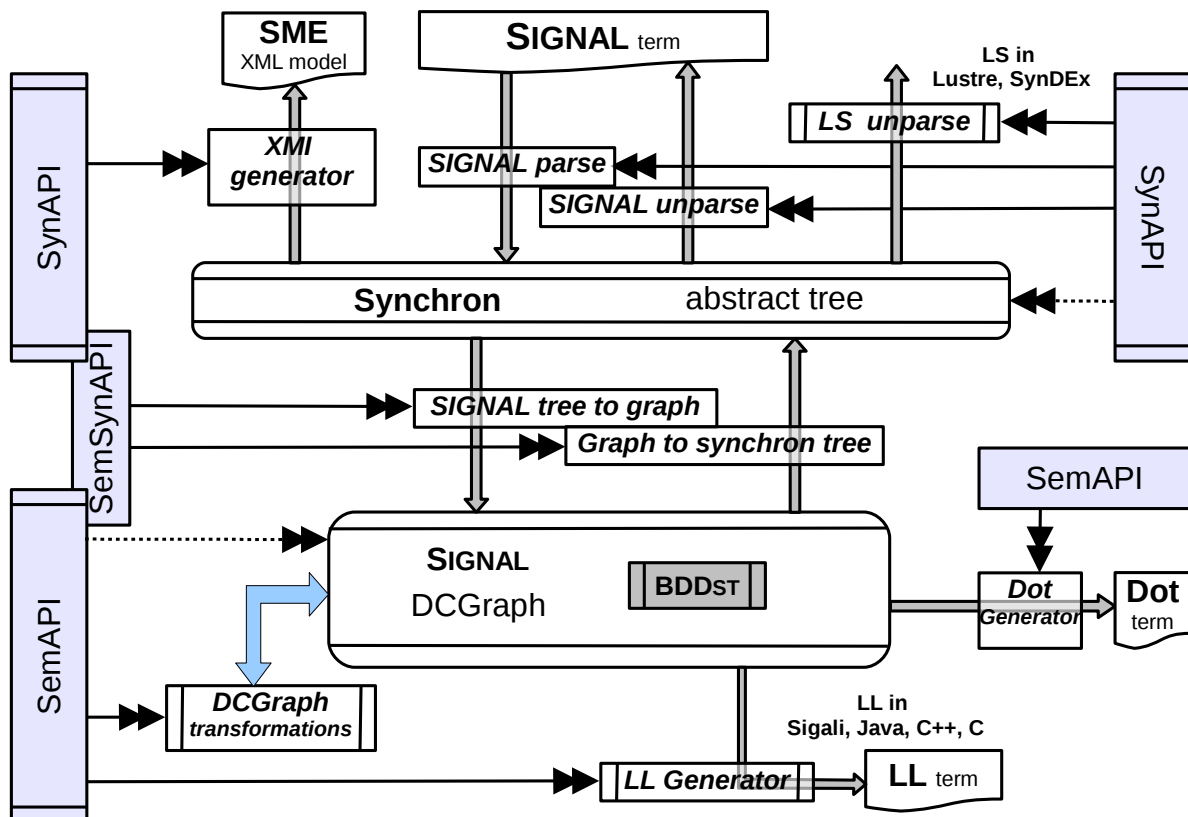 SME
XML model
SIGNAL term
LS in
Lustre, SynDEx
LS unparse
XMI
generator
SIGNAL parse
SIGNAL unparse
SynAPI
SynAPI
Synchron abstract tree
SemSynAPI
SIGNAL tree to graph
Graph to synchron tree
SemAPI
SIGNAL
DCGraph
BDDST
Dot
Generator
Dot
term
SemAPI
DCGraph
transformations
LL in
Sigali, Java, C++, C
LL Generator
LL term